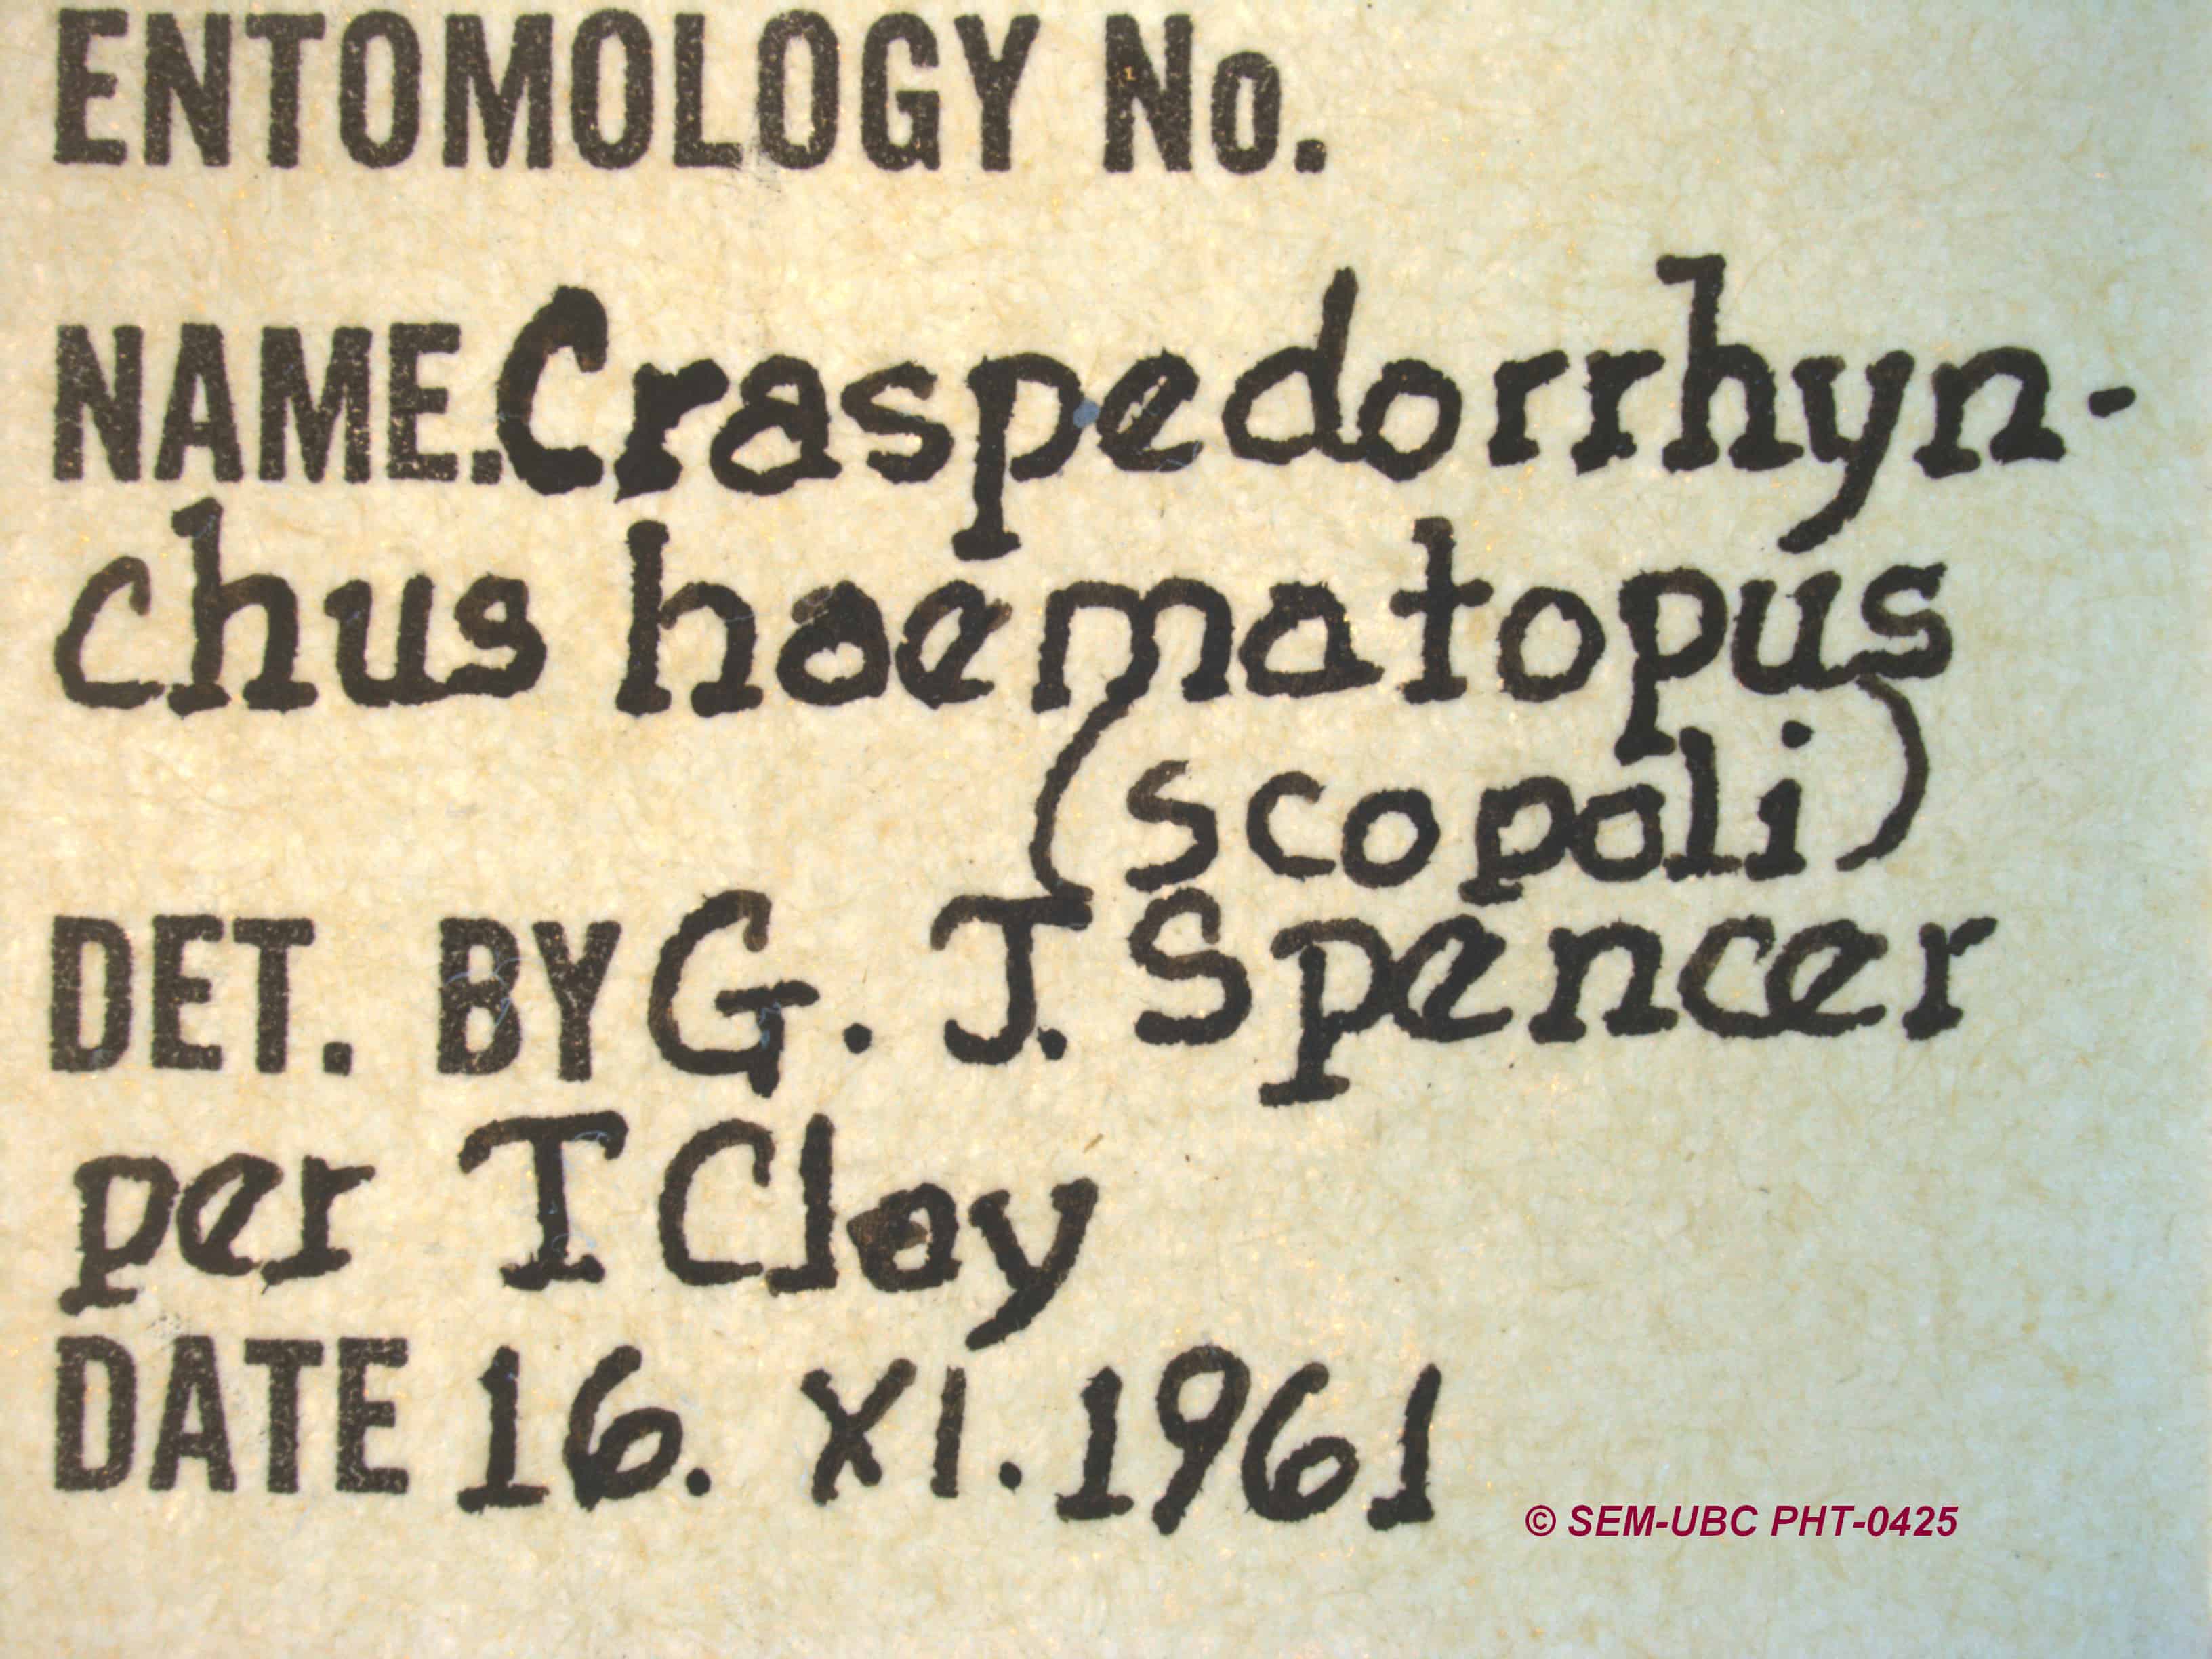 ENTOMOLOGY No.
NAME. Craspedorrhyn-
chus haematopus
(scopoli)
DET. BY G. J. Spencer
per T Clay
DATE 16. XI. 1961
© SEM-UBC PHT-0425